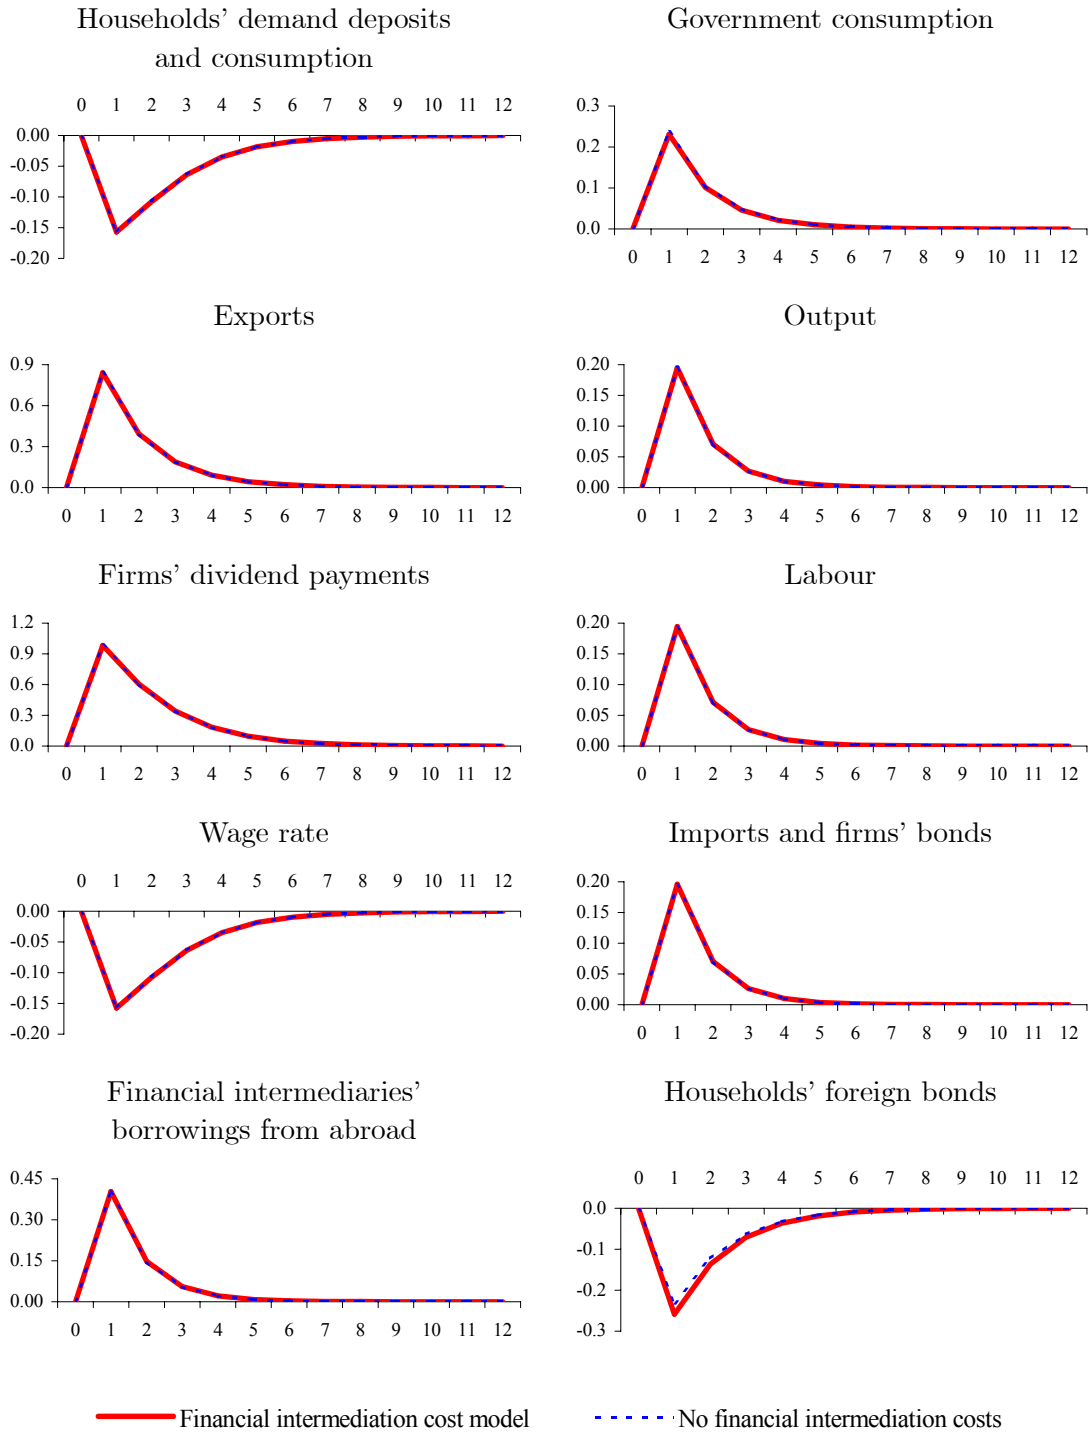 Households' demand deposits
and consumption
0 1 2 3 4 5 6 7 8 9 10 11 12
0.00
-0.05
-0.10
-0.15
-0.20
Government consumption
0.3
0.2
0.1
0.0
0 1 2 3 4 5 6 7 8 9 10 11 12
Exports
0.9
0.6
0.3
0.0
0 1 2 3 4 5 6 7 8 9 10 11 12
Output
0.20
0.15
0.10
0.05
0.00
0 1 2 3 4 5 6 7 8 9 10 11 12
Firms' dividend payments
1.2
0.9
0.6
0.3
0.0
0 1 2 3 4 5 6 7 8 9 10 11 12
Labour
0.20
0.15
0.10
0.05
0.00
0 1 2 3 4 5 6 7 8 9 10 11 12
Wage rate
0 1 2 3 4 5 6 7 8 9 10 11 12
0.00
-0.05
-0.10
-0.15
-0.20
Imports and firms' bonds
0.20
0.15
0.10
0.05
0.00
0 1 2 3 4 5 6 7 8 9 10 11 12
Financial intermediaries'
borrowings from abroad
0.45
0.30
0.15
0.00
0 1 2 3 4 5 6 7 8 9 10 11 12
Households' foreign bonds
0 1 2 3 4 5 6 7 8 9 10 11 12
0.0
-0.1
-0.2
-0.3
Financial intermediation cost model
No financial intermediation costs